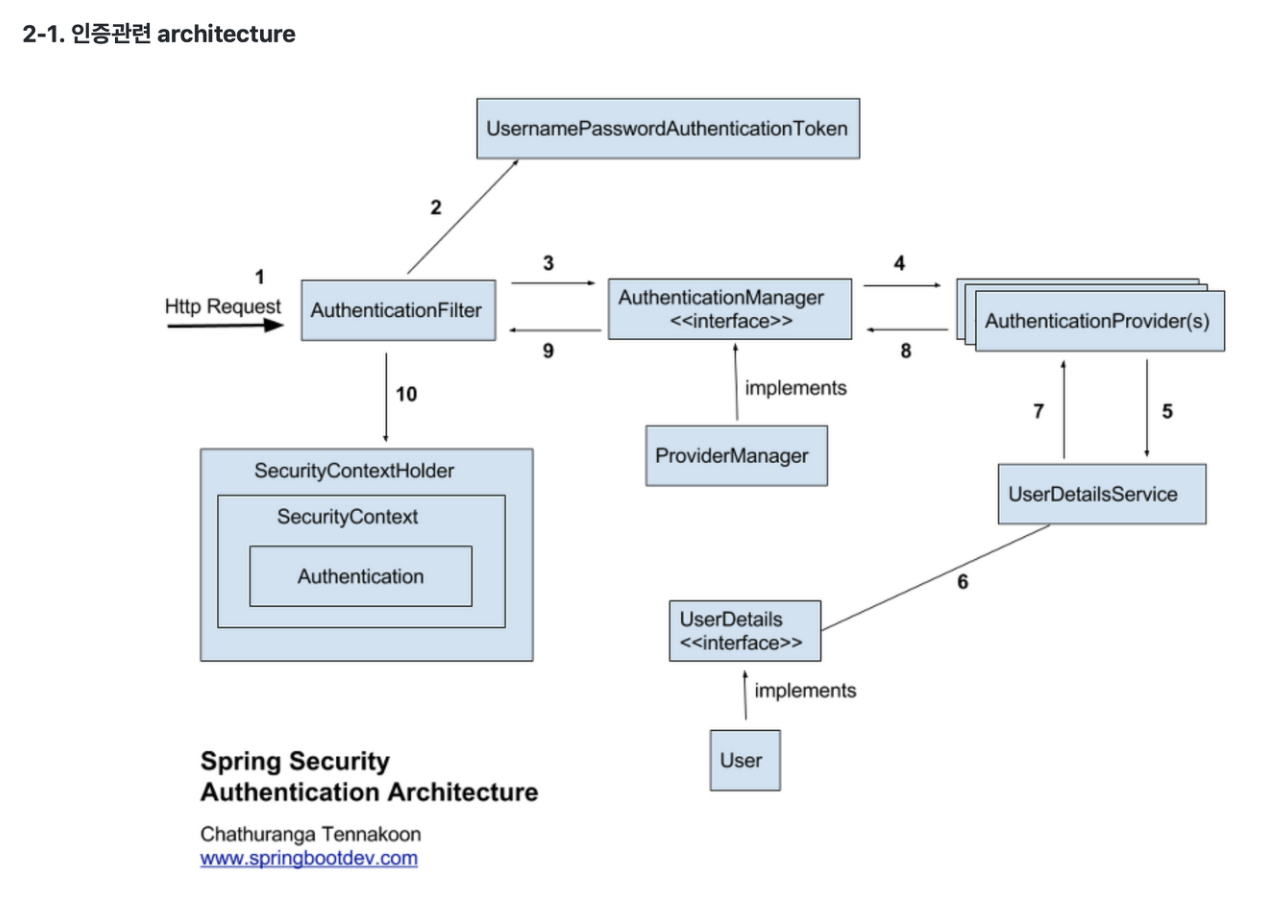 2-1. 인증관련 architecture
UsernamePasswordAuthenticationToken
2
1
Http Request
AuthenticationFilter
3
9
AuthenticationManager
<<interface>>
4
8
AuthenticationProvider(s)
10
implements
7
5
ProviderManager
SecurityContextHolder
SecurityContext
Authentication
UserDetailsService
6
UserDetails
<<interface>>
implements
User
Spring Security
Authentication Architecture
Chathuranga Tennakoon
www.springbootdev.com